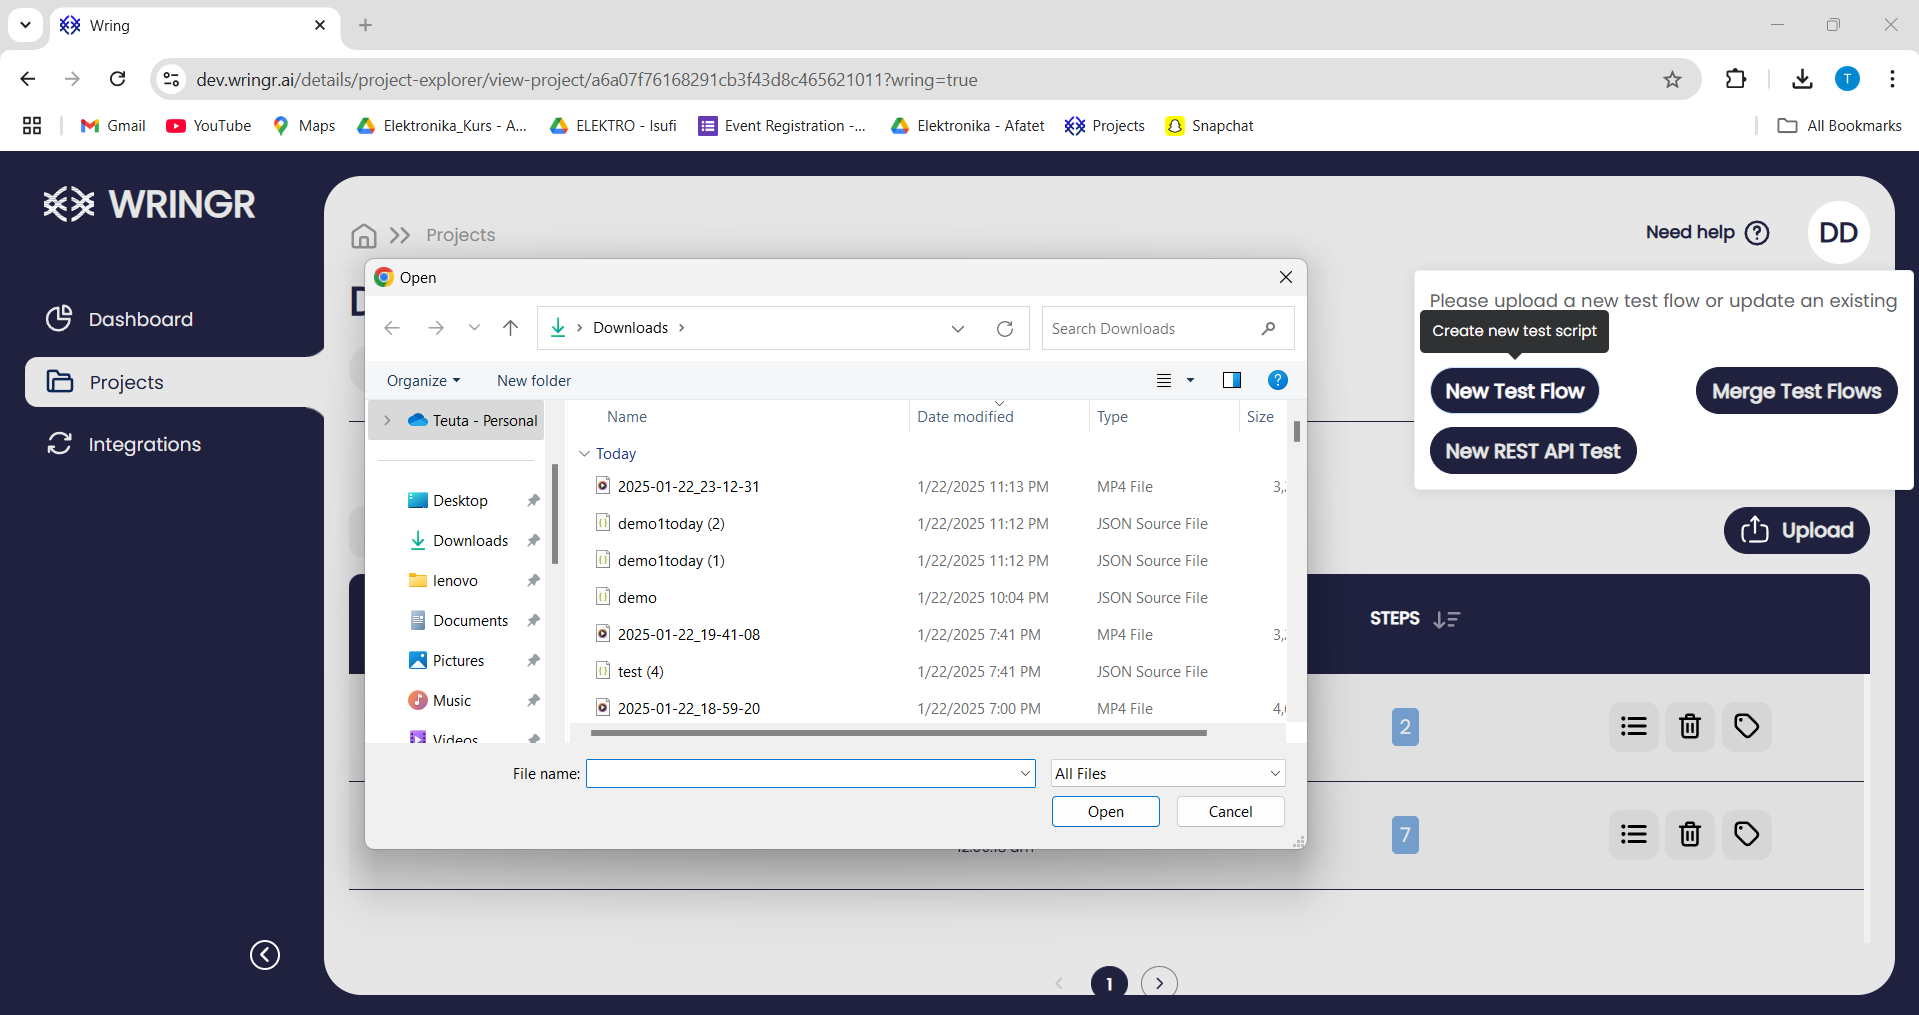 Wring
dev.wringr.ai/details/project-explorer/view-project/a6a07f76168291cb3f43d8c465621011?wring=true
T
Gmail
YouTube
Maps
Elektronika_Kurs - A...
ELEKTRO - Isufi
Event Registration -...
Elektronika - Afatet
Projects
Snapchat
All Bookmarks
WRINGR
Dashboard
Projects
Integrations
Projects
Need help
DD
Open
Downloads
Search Downloads
Organize
New folder
Teuta - Personal
Desktop
Downloads
lenovo
Documents
Pictures
Music
Videos
Name Date modified Type Size
Today
2025-01-22_23-12-31 1/22/2025 11:13 PM MP4 File 3,
demo1today (2) 1/22/2025 11:12 PM JSON Source File
demo1today (1) 1/22/2025 11:12 PM JSON Source File
demo 1/22/2025 10:04 PM JSON Source File
2025-01-22_19-41-08 1/22/2025 7:41 PM MP4 File 3,
test (4) 1/22/2025 7:41 PM JSON Source File
2025-01-22_18-59-20 1/22/2025 7:00 PM MP4 File 4,
File name:
All Files
Open
Cancel
Please upload a new test flow or update an existing
Create new test script
New Test Flow
Merge Test Flows
New REST API Test
Upload
STEPS
2
7
1